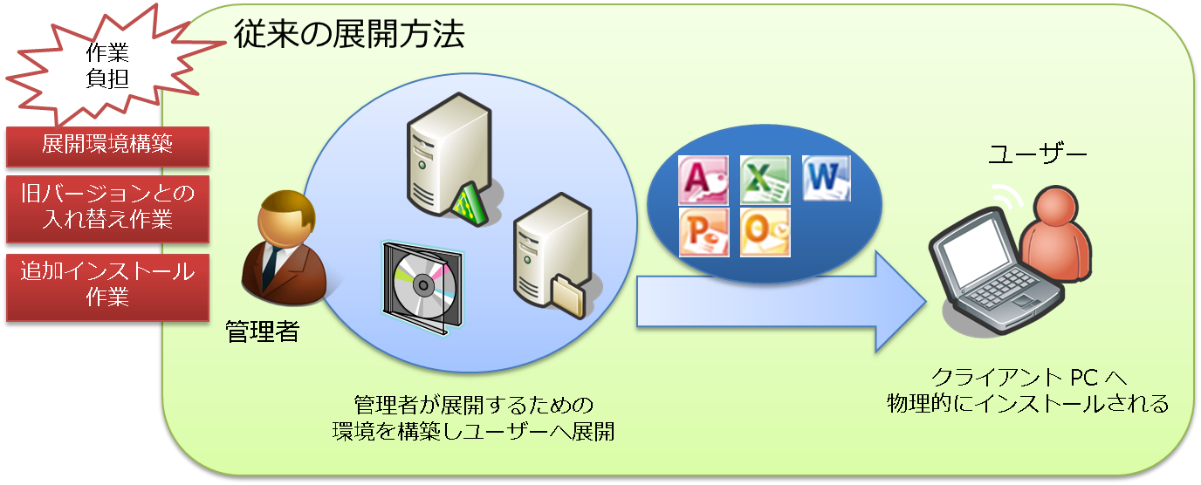 従来の展開方法
作業
負担
展開環境構築
旧バージョンとの
入れ替え作業
追加インストール
作業
管理者
管理者が展開するための
環境を構築しユーザーへ展開
A
X
W
P
O
ユーザー
クライアント PC へ
物理的にインストールされる